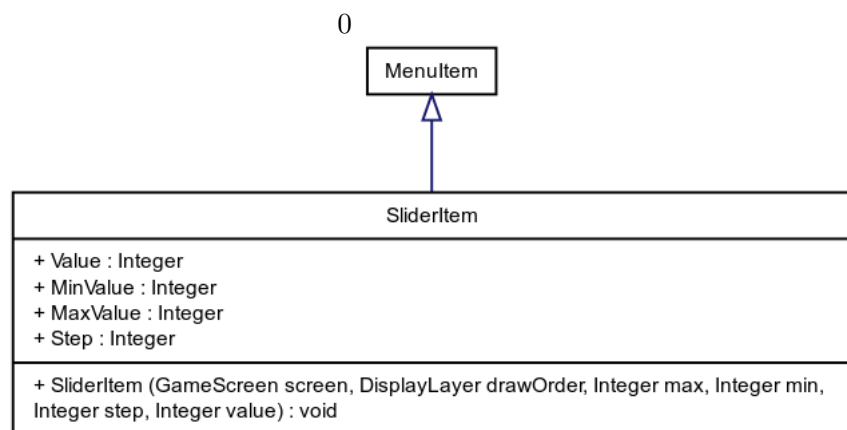 0
MenuItem
SliderItem
+ Value : Integer
+ MinValue : Integer
+ MaxValue : Integer
+ Step : Integer
+ SliderItem (GameScreen screen, DisplayLayer drawOrder, Integer max, Integer min,
Integer step, Integer value) : void